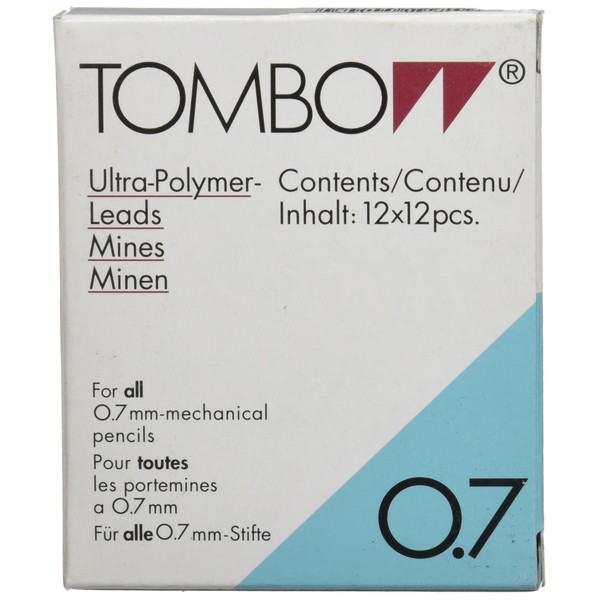 TOMBOW®
Ultra-Polymer-
Leads
Mines
Minen
Contents/Contenu/
Inhalt: 12x12pcs.
For all
0.7mm-mechanical
pencils
Pour toutes
les portemines
a 0.7mm
Für alle 0.7mm-Stifte
0.7